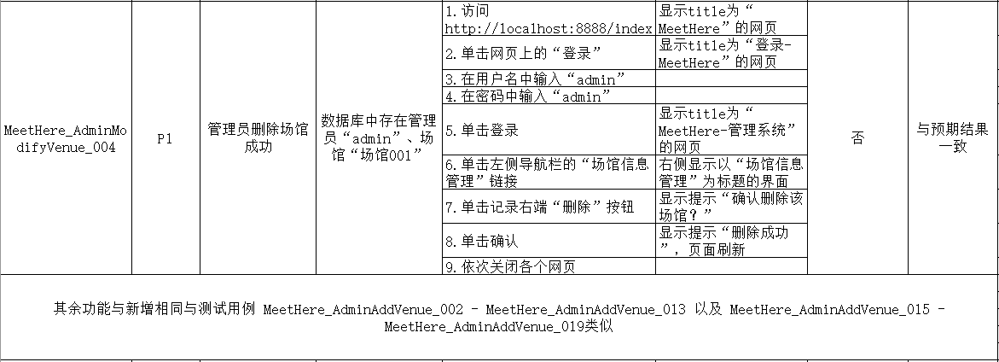 MeetHere_AdminMo
difyVenue_004
P1
管理员删除场馆
成功
数据库中存在管理
员“admin”、场
馆“场馆001”
1.访问
http://localhost:8888/index
显示title为“
MeetHere”的网页
2.单击网页上的“登录”
显示title为“登录-
MeetHere”的网页
3.在用户名中输入“admin”
4.在密码中输入“admin”
5.单击登录
显示title为“
MeetHere-管理系统”
的网页
6.单击左侧导航栏的“场馆信息
管理”链接
右侧显示以“场馆信息
管理”为标题的界面
7.单击记录右端“删除”按钮
显示提示“确认删除该
场馆？”
8.单击确认
显示提示“删除成功
”，页面刷新
9.依次关闭各个网页
否
与预期结果
一致
其余功能与新增相同与测试用例 MeetHere_AdminAddVenue_002 - MeetHere_AdminAddVenue_013 以及 MeetHere_AdminAddVenue_015 -
MeetHere_AdminAddVenue_019类似